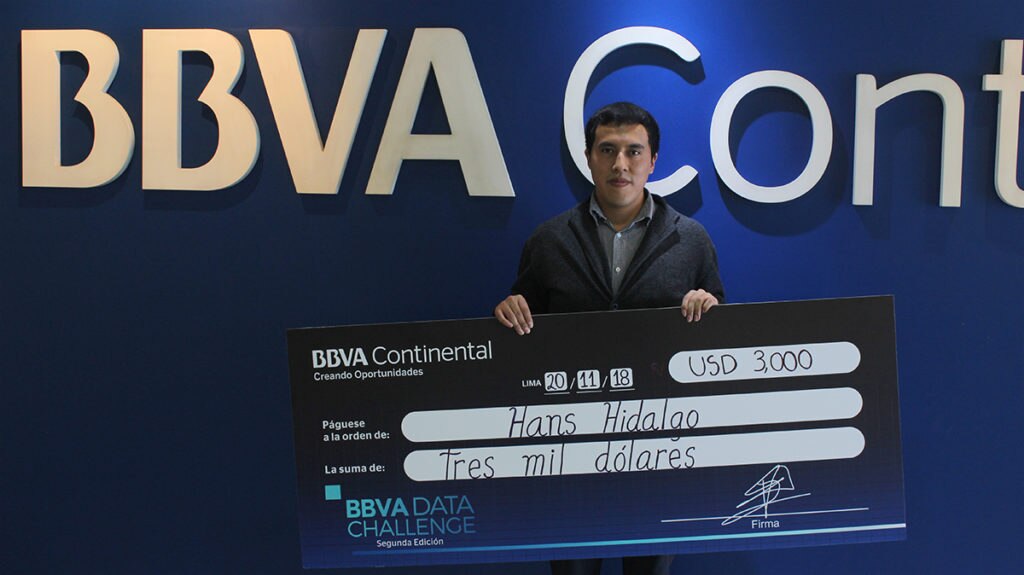 BBVA Cont
BBVA Continental
Creando Oportunidades
LIMA 20/11/18
USD 3,000
Páguese
a la orden de:
Hans Hidalgo
La suma de:
Tres mil dólares
BBVA DATA
CHALLENGE
Segunda Edición
Firma